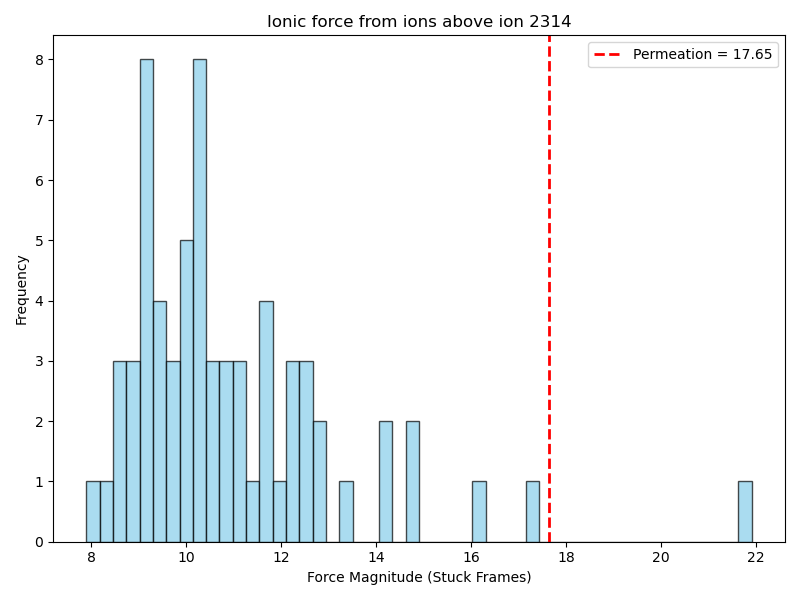 Ionic force from ions above ion 2314
Permeation = 17.65
Frequency
8
7
6
5
4
3
2
1
0
8 10 12 14 16 18 20 22
Force Magnitude (Stuck Frames)